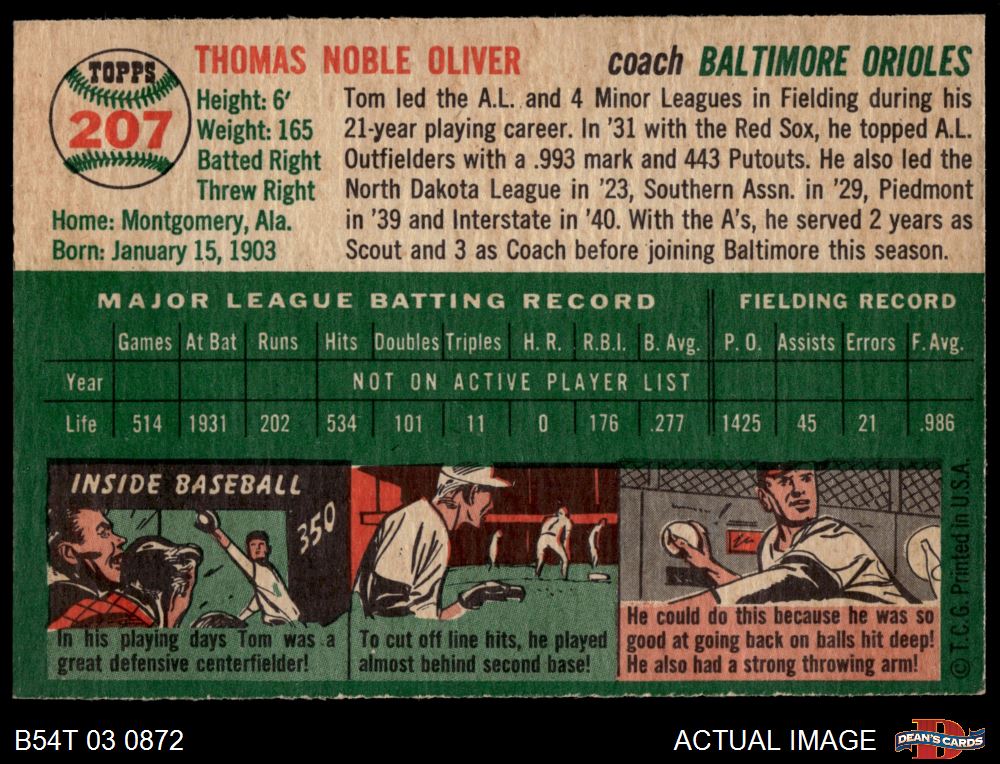 TOPPS
207
THOMAS NOBLE OLIVER
coach BALTIMORE ORIOLES
Height: 6'
Weight: 165
Batted Right
Threw Right
Home: Montgomery, Ala.
Born: January 15, 1903
Tom led the A.L. and 4 Minor Leagues in Fielding during his
21-year playing career. In '31 with the Red Sox, he topped A.L.
Outfielders with a .993 mark and 443 Putouts. He also led the
North Dakota League in '23, Southern Assn. in '29, Piedmont
in '39 and Interstate in '40. With the A's, he served 2 years as
Scout and 3 as Coach before joining Baltimore this season.
MAJOR LEAGUE BATTING RECORD FIELDING RECORD
Games At Bat Runs Hits Doubles Triples H. R. R.B.I. B. Avg. P. O. Assists Errors F. Avg.
Year NOT ON ACTIVE PLAYER LIST
Life 514 1931 202 534 101 11 0 176 .277 1425 45 21 .986
INSIDE BASEBALL
350
In his playing days Tom was a
great defensive centerfielder!
To cut off line hits, he played
almost behind second base!
He could do this because he was so
good at going back on balls hit deep!
He also had a strong throwing arm!
© T.C.G. Printed in U.S.A.
B54T 03 0872
ACTUAL IMAGE
DEAN'S CARDS